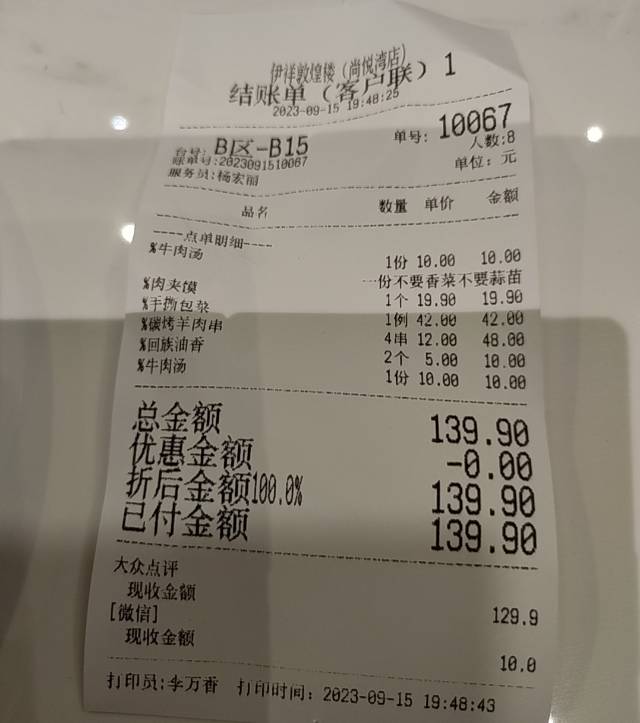 伊祥敦煌楼（尚悦湾店）
结账单（客户联）1
2023-09-15 19:48:25
台号: B区-B15 单号: 10067
账单号:2023091510067 人数:8
服务员:杨宏丽 单位: 元
品名 数量 单价 金额
----点单明细----
%牛肉汤 1份 10.00 10.00
一份不要香菜不要蒜苗
%肉夹馍 1个 19.90 19.90
%手撕包菜 1例 42.00 42.00
%碳烤羊肉串 4串 12.00 48.00
%回族油香 2个 5.00 10.00
%牛肉汤 1份 10.00 10.00
总金额 139.90
优惠金额 -0.00
折后金额100.0% 139.90
已付金额 139.90
大众点评
现收金额 129.9
[微信]
现收金额 10.0
打印员:李万香 打印时间: 2023-09-15 19:48:43